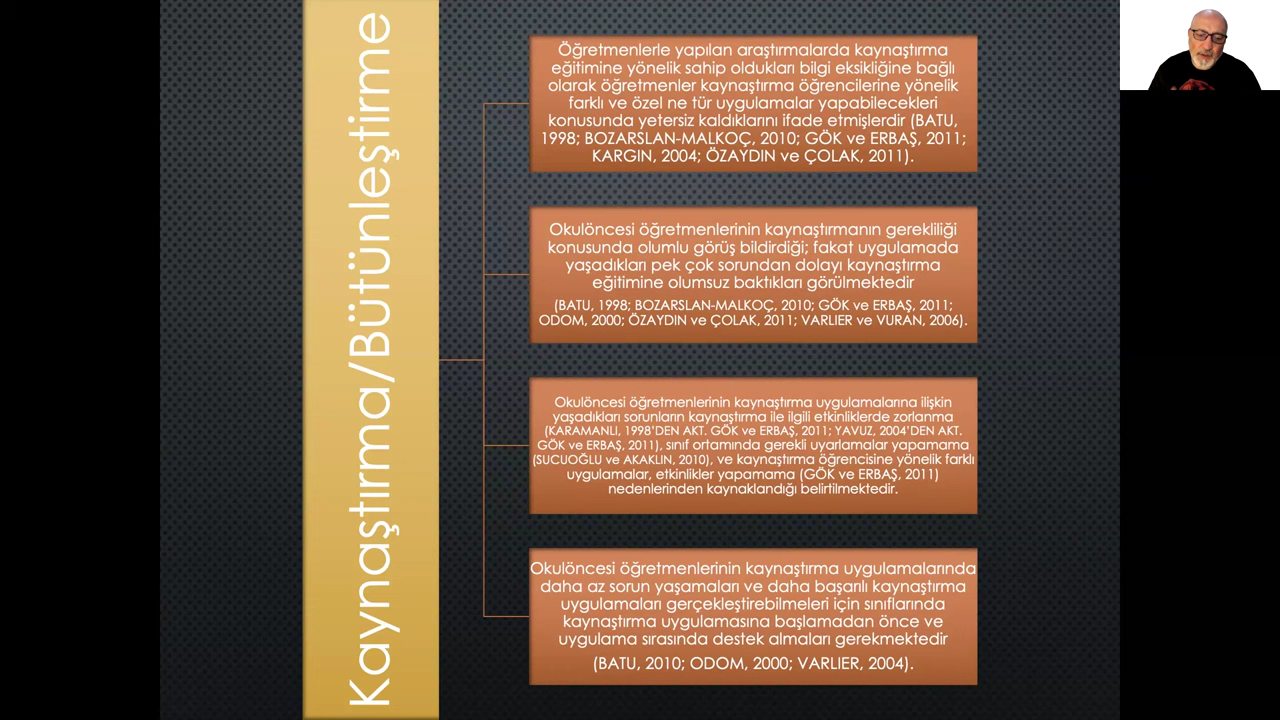 Kaynaştırma/Bütünleştirme
Öğretmenlerle yapılan araştırmalarda kaynaştırma
eğitimine yönelik sahip oldukları bilgi eksikliğine bağlı
olarak öğretmenler kaynaştırma öğrencilerine yönelik
farklı ve özel ne tür uygulamalar yapabilecekleri
konusunda yetersiz kaldıklarını ifade etmişlerdir (BATU,
1998; BOZARSLAN-MALKOÇ, 2010; GÖK ve ERBAŞ, 2011;
KARGIN, 2004; ÖZAYDIN ve ÇOLAK, 2011).
Okulöncesi öğretmenlerinin kaynaştırmanın gerekliliği
konusunda olumlu görüş bildirdiği; fakat uygulamada
yaşadıkları pek çok sorundan dolayı kaynaştırma
eğitimine olumsuz baktıkları görülmektedir
(BATU, 1998; BOZARSLAN-MALKOÇ, 2010; GÖK ve ERBAŞ, 2011;
ODOM, 2000; ÖZAYDIN ve ÇOLAK, 2011; VARLIER ve VURAN, 2006).
Okulöncesi öğretmenlerinin kaynaştırma uygulamalarına ilişkin
yaşadıkları sorunların kaynaştırma ile ilgili etkinliklerde zorlanma
(KARAMANLI, 1998'DEN AKT. GÖK ve ERBAŞ, 2011; YAVUZ, 2004'DEN AKT.
GÖK ve ERBAŞ, 2011), sınıf ortamında gerekli uyarlamalar yapamama
(SUCUOĞLU ve AKAKLIN, 2010), ve kaynaştırma öğrencisine yönelik farklı
uygulamalar, etkinlikler yapamama (GÖK ve ERBAŞ, 2011)
nedenlerinden kaynaklandığı belirtilmektedir.
Okulöncesi öğretmenlerinin kaynaştırma uygulamalarında
daha az sorun yaşamaları ve daha başarılı kaynaştırma
uygulamaları gerçekleştirebilmeleri için sınıflarında
kaynaştırma uygulamasına başlamadan önce ve
uygulama sırasında destek almaları gerekmektedir
(BATU, 2010; ODOM, 2000; VARLIER, 2004).